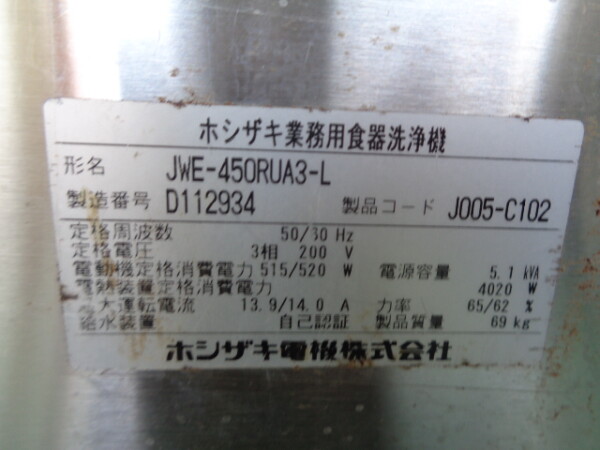 ホシザキ業務用食器洗浄機
形名 JWE-450RUA3-L
製造番号 D112934 製品コード J005-C102
定格周波数 50/60 Hz
定格電圧 3相 200 V
電動機定格消費電力 515/520 W 電源容量 5.1 kVA
電熱装置定格消費電力 4020 W
大運転電流 13.9/14.0 A 力率 65/62 %
給水装置 自己認証 製品質量 69 kg
ホシザキ電機株式会社